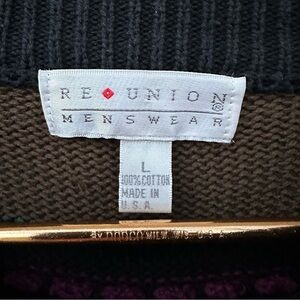 RE UNION ®
MENSWEAR
L
100% COTTON
MADE IN
U.S.A.